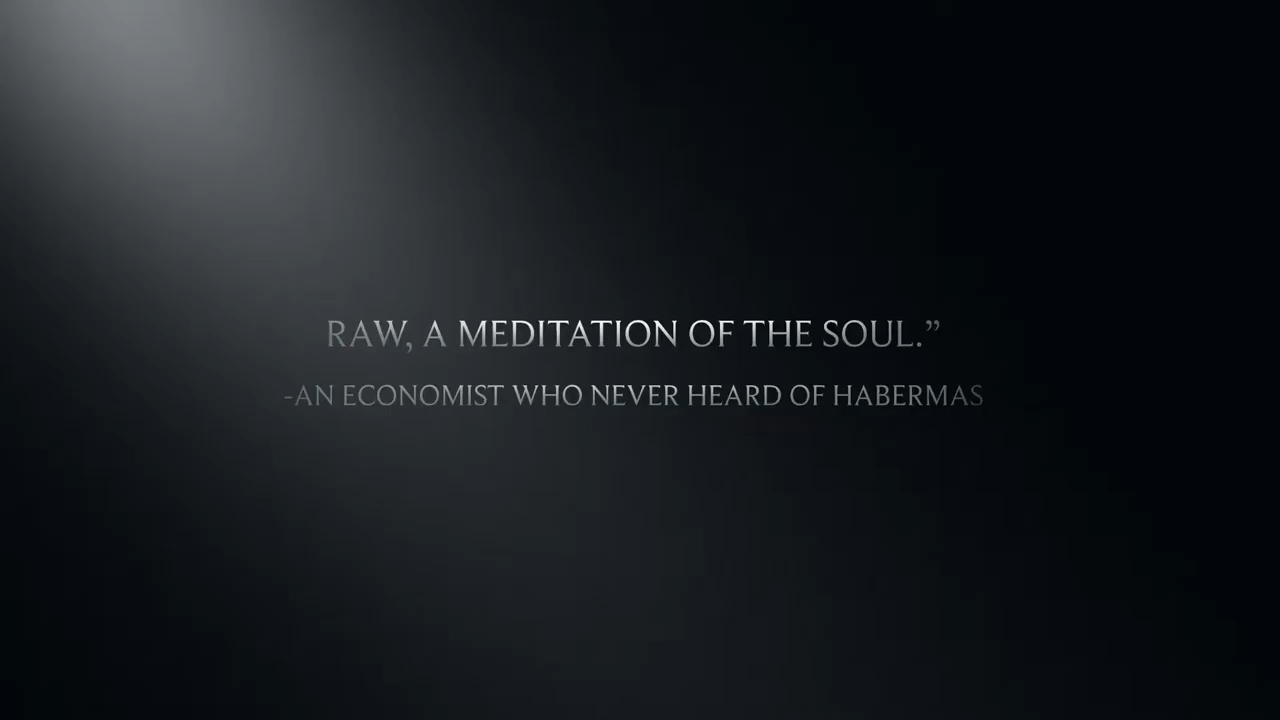 RAW, A MEDITATION OF THE SOUL.”
-AN ECONOMIST WHO NEVER HEARD OF HABERMAS